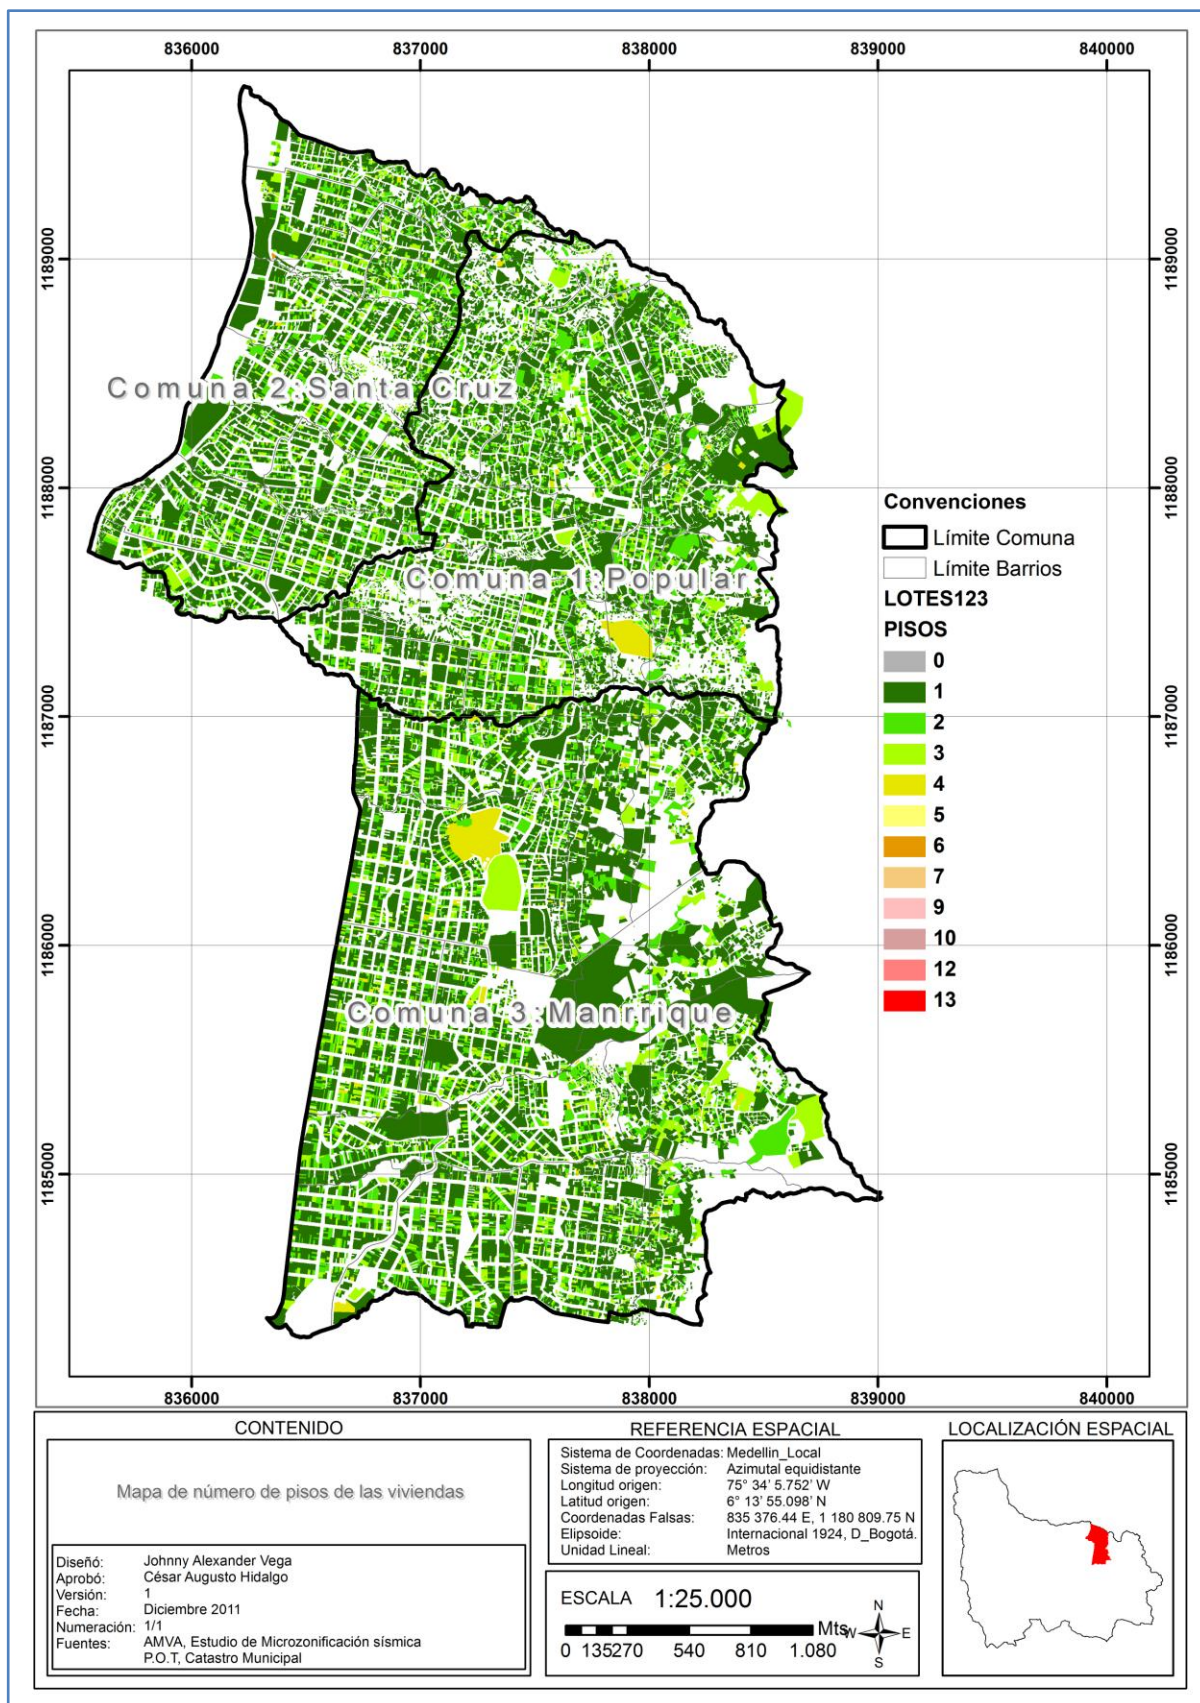 836000 837000 838000 839000 840000
1189000 1189000
Comuna 2:Santa Cruz
1188000 1188000
Convenciones
Límite Comuna
Límite Barrios
LOTES123
PISOS
0
1
2
3
4
5
6
7
9
10
12
13
Comuna 1:Popular
1187000 1187000
1186000 1186000
Comuna 3:Manrrique
1185000 1185000
836000 837000 838000 839000 840000
CONTENIDO
Mapa de número de pisos de las viviendas
Diseñó: Johnny Alexander Vega
Aprobó: César Augusto Hidalgo
Versión: 1
Fecha: Diciembre 2011
Numeración: 1/1
Fuentes: AMVA, Estudio de Microzonificación sísmica
P.O.T, Catastro Municipal
REFERENCIA ESPACIAL
Sistema de Coordenadas: Medellin_Local
Sistema de proyección: Azimutal equidistante
Longitud origen: 75° 34' 5.752' W
Latitud origen: 6° 13' 55.098' N
Coordenadas Falsas: 835 376.44 E, 1 180 809.75 N
Elipsoide: Internacional 1924, D_Bogotá.
Unidad Lineal: Metros
ESCALA 1:25.000
Mts
0 135270 540 810 1.080
N
W E
S
LOCALIZACIÓN ESPACIAL